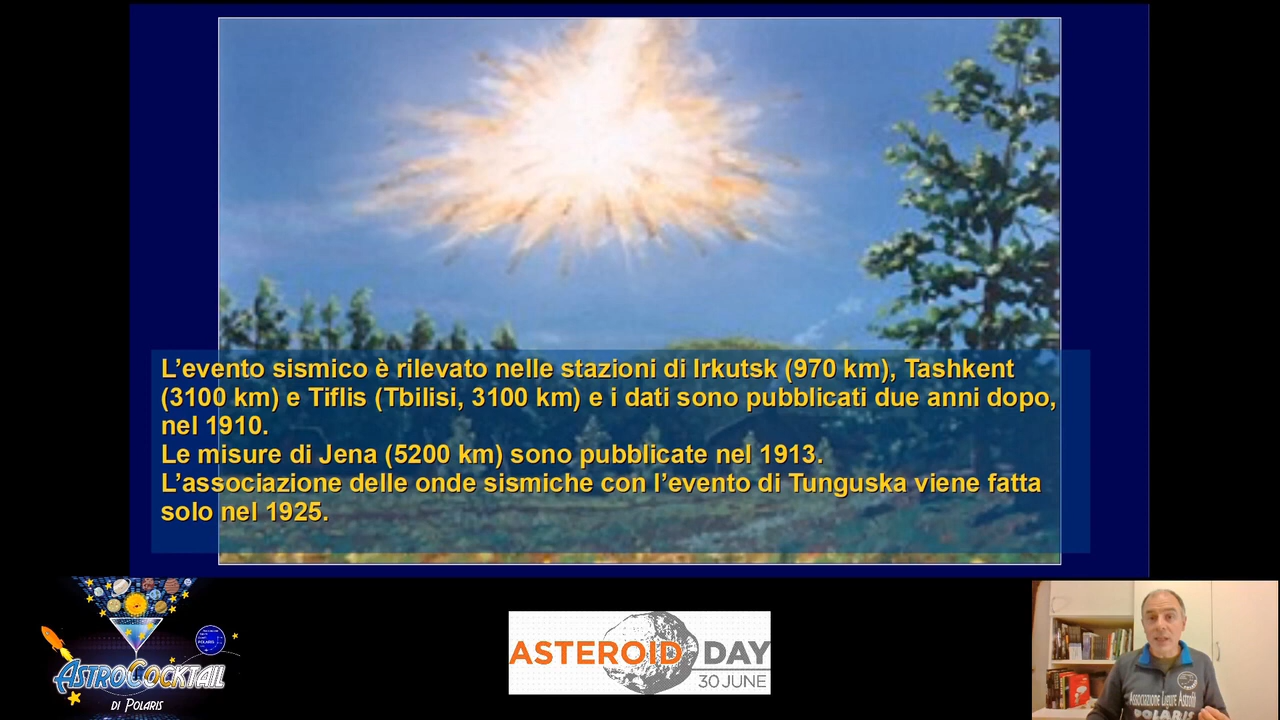 L'evento sismico è rilevato nelle stazioni di Irkutsk (970 km), Tashkent
(3100 km) e Tiflis (Tbilisi, 3100 km) e i dati sono pubblicati due anni dopo,
nel 1910.
Le misure di Jena (5200 km) sono pubblicate nel 1913.
L'associazione delle onde sismiche con l'evento di Tunguska viene fatta
solo nel 1925.
ASTROCOCKTAIL
DI POLARIS
ASTEROID DAY
30 JUNE
POLARIS